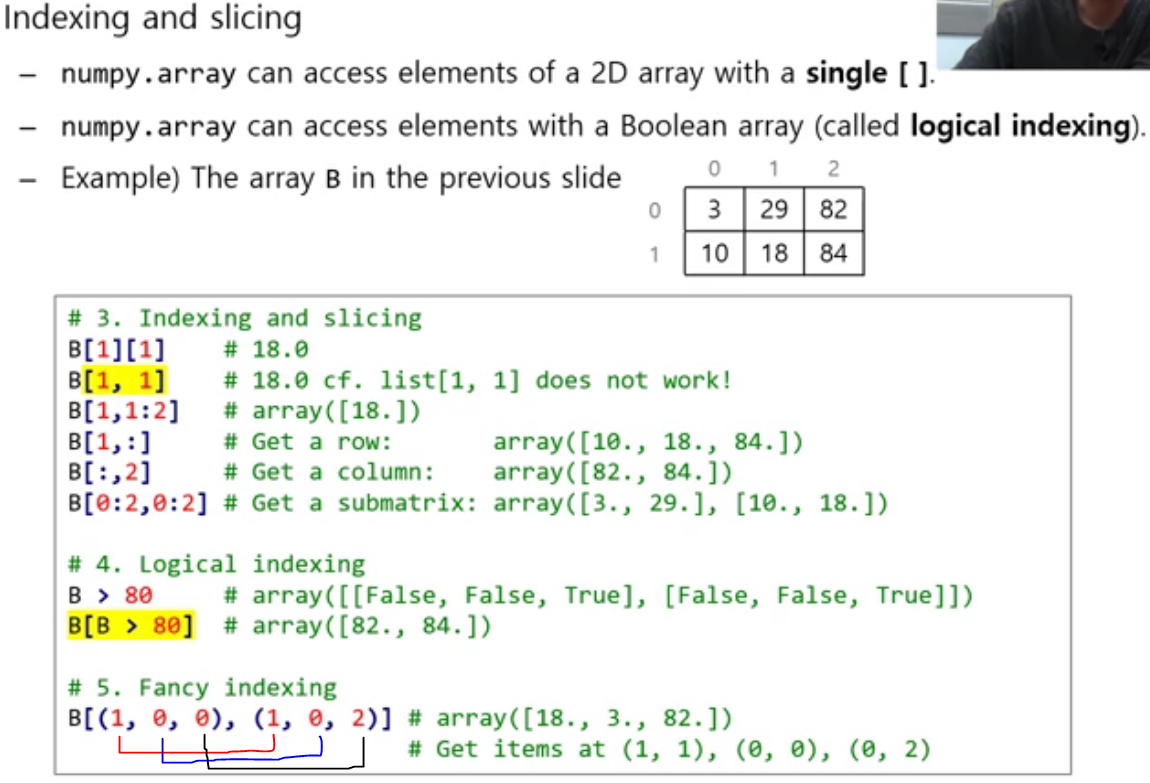 Indexing and slicing
– numpy.array can access elements of a 2D array with a single [ ].
– numpy.array can access elements with a Boolean array (called logical indexing).
– Example) The array B in the previous slide
0 1 2
0 3 29 82
1 10 18 84
# 3. Indexing and slicing
B[1][1] # 18.0
B[1, 1] # 18.0 cf. list[1, 1] does not work!
B[1,1:2] # array([18.])
B[1,:] # Get a row: array([10., 18., 84.])
B[:,2] # Get a column: array([82., 84.])
B[0:2,0:2] # Get a submatrix: array([3., 29.], [10., 18.])
# 4. Logical indexing
B > 80 # array([[False, False, True], [False, False, True]])
B[B > 80] # array([82., 84.])
# 5. Fancy indexing
B[(1, 0, 0), (1, 0, 2)] # array([18., 3., 82.])
# Get items at (1, 1), (0, 0), (0, 2)